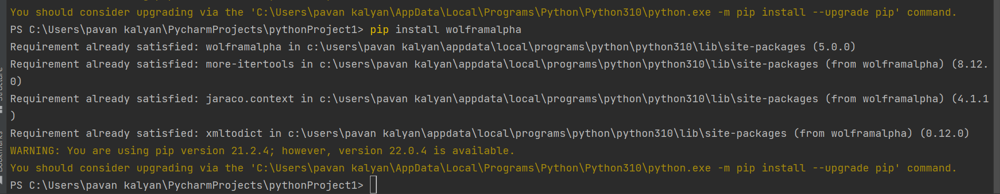 You should consider upgrading via the 'C:\Users\pavan kalyan\AppData\Local\Programs\Python\Python310\python.exe -m pip install --upgrade pip' command.
PS C:\Users\pavan kalyan\PycharmProjects\pythonProject1> pip install wolframalpha
Requirement already satisfied: wolframalpha in c:\users\pavan kalyan\appdata\local\programs\python\python310\lib\site-packages (5.0.0)
Requirement already satisfied: more-itertools in c:\users\pavan kalyan\appdata\local\programs\python\python310\lib\site-packages (from wolframalpha) (8.12.
0)
Requirement already satisfied: jaraco.context in c:\users\pavan kalyan\appdata\local\programs\python\python310\lib\site-packages (from wolframalpha) (4.1.1
)
Requirement already satisfied: xmltodict in c:\users\pavan kalyan\appdata\local\programs\python\python310\lib\site-packages (from wolframalpha) (0.12.0)
WARNING: You are using pip version 21.2.4; however, version 22.0.4 is available.
You should consider upgrading via the 'C:\Users\pavan kalyan\AppData\Local\Programs\Python\Python310\python.exe -m pip install --upgrade pip' command.
PS C:\Users\pavan kalyan\PycharmProjects\pythonProject1>
Structure
Bookmarks